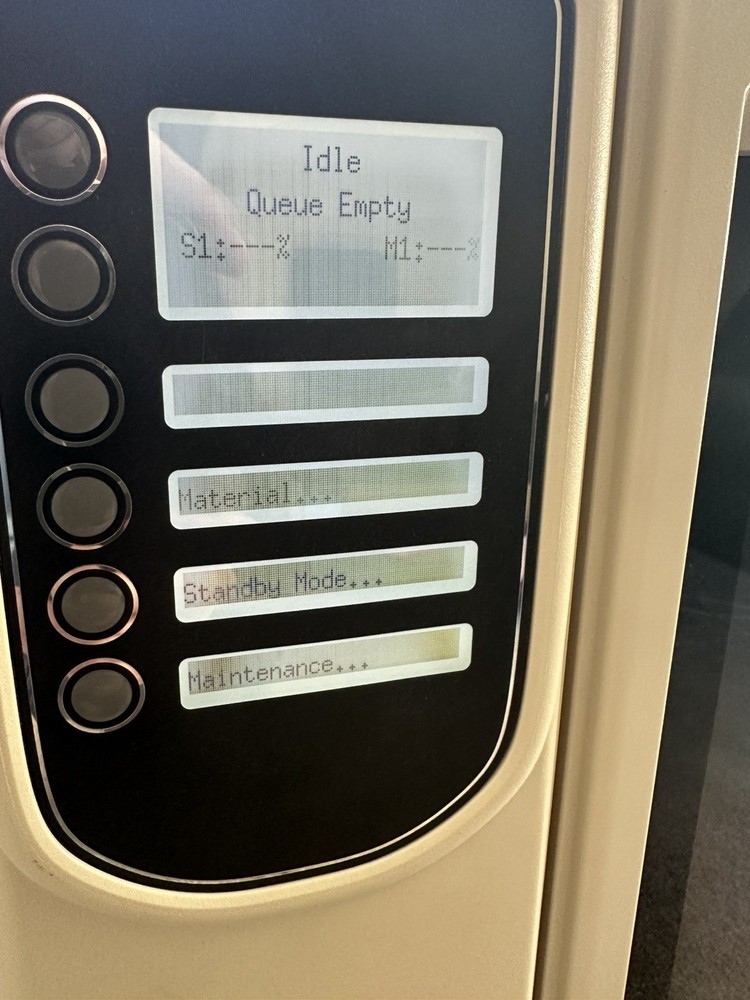 Idle
Queue Empty
S1:---% M1:---%
Material...
Standby Mode...
Maintenance...